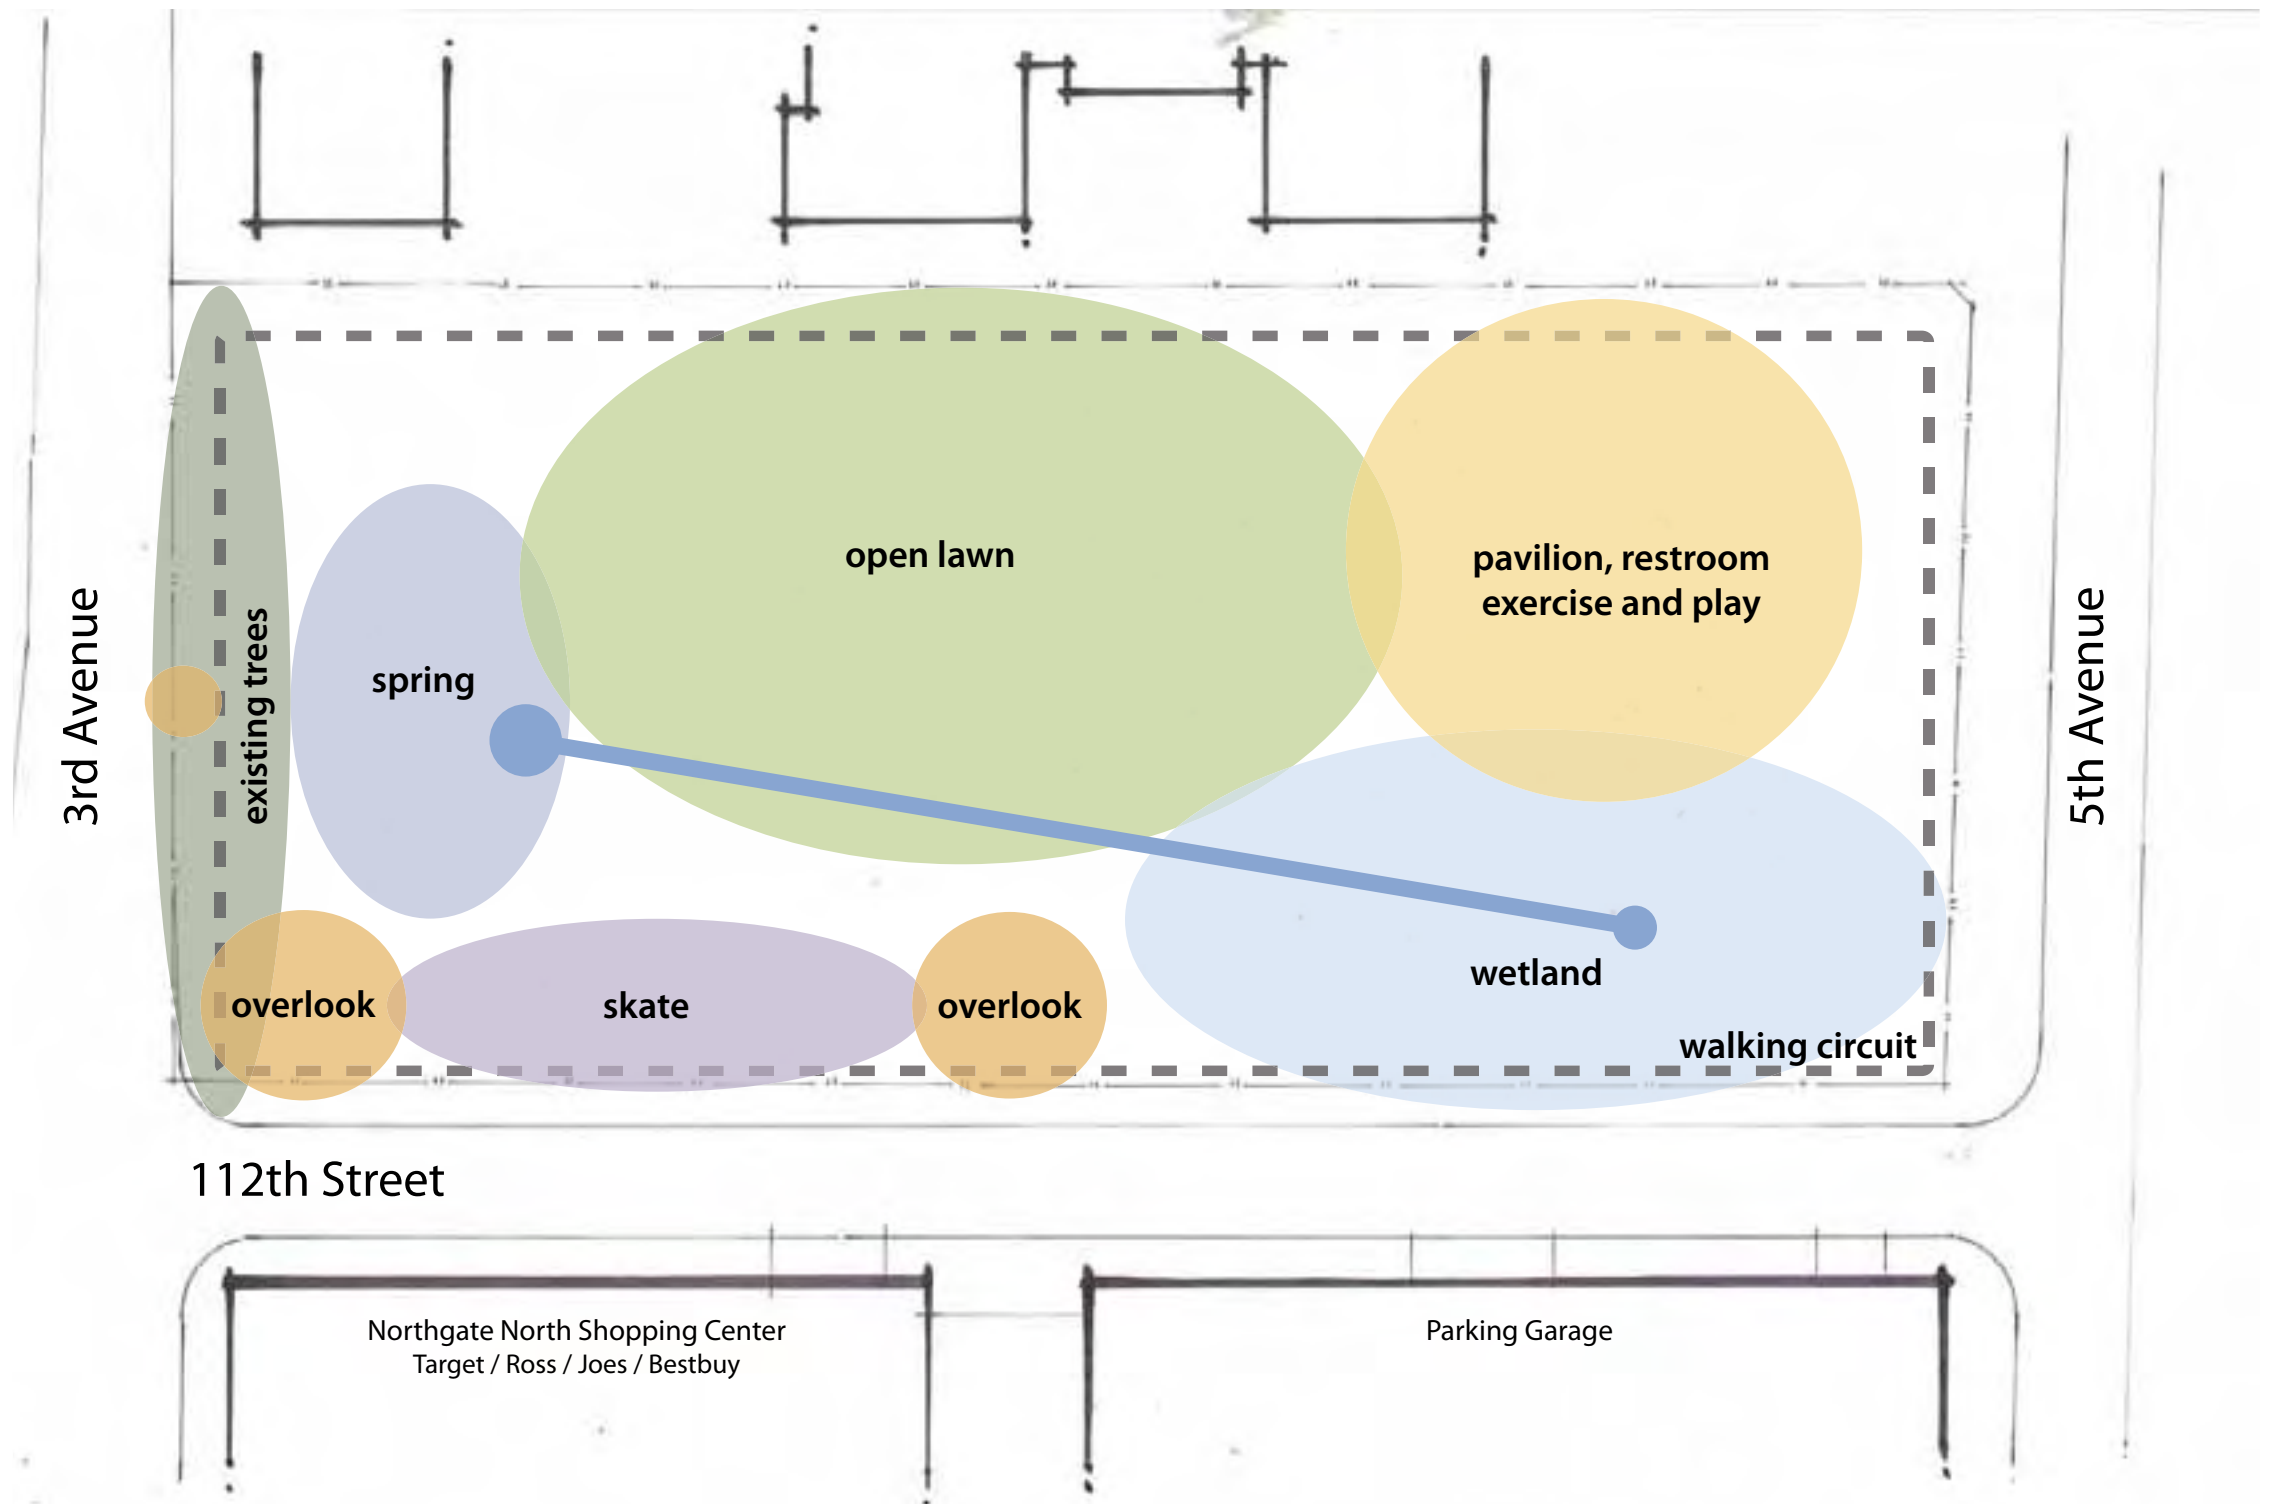 open lawn
pavilion, restroom
exercise and play
3rd Avenue
existing trees
spring
5th Avenue
wetland
overlook
skate
overlook
walking circuit
112th Street
Northgate North Shopping Center
Target / Ross / Joes / Bestbuy
Parking Garage